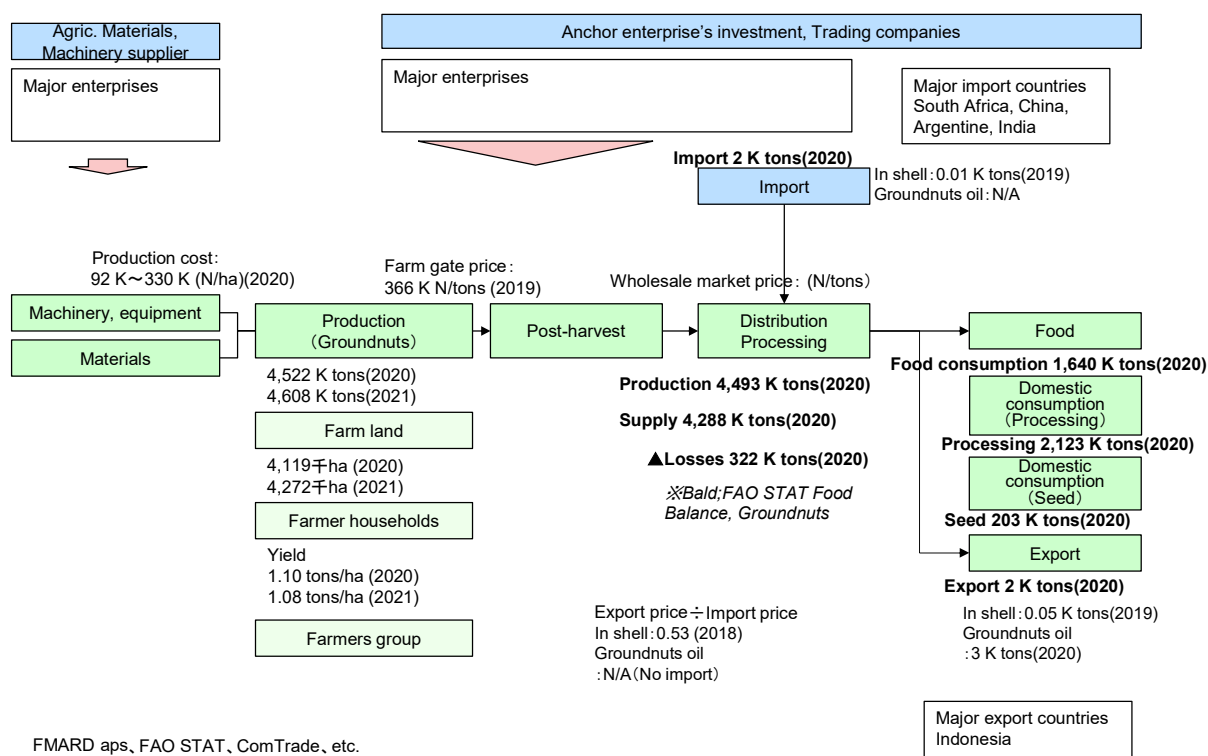 Agric. Materials,
Machinery supplier
Major enterprises
Anchor enterprise's investment, Trading companies
Major enterprises
Major import countries
South Africa, China,
Argentine, India
Import 2 K tons(2020)
Import
In shell：0.01 K tons(2019)
Groundnuts oil：N/A
Production cost：
92 K～330 K (N/ha)(2020)
Farm gate price：
366 K N/tons (2019)
Wholesale market price： (N/tons）
Machinery, equipment
Materials
Production
（Groundnuts）
Post-harvest
Distribution
Processing
Food
4,522 K tons(2020)
4,608 K tons(2021)
Farm land
4,119千ha (2020)
4,272千ha (2021)
Farmer households
Yield
1.10 tons/ha (2020)
1.08 tons/ha (2021)
Farmers group
Production 4,493 K tons(2020)
Supply 4,288 K tons(2020)
▲Losses 322 K tons(2020)
※Bald;FAO STAT Food
Balance, Groundnuts
Export price÷Import price
In shell：0.53 (2018)
Groundnuts oil
：N/A（No import）
Food consumption 1,640 K tons(2020)
Domestic
consumption
（Processing）
Processing 2,123 K tons(2020)
Domestic
consumption
（Seed）
Seed 203 K tons(2020)
Export
Export 2 K tons(2020)
In shell：0.05 K tons(2019)
Groundnuts oil
：3 K tons(2020)
Major export countries
Indonesia
FMARD aps、FAO STAT、ComTrade、etc.